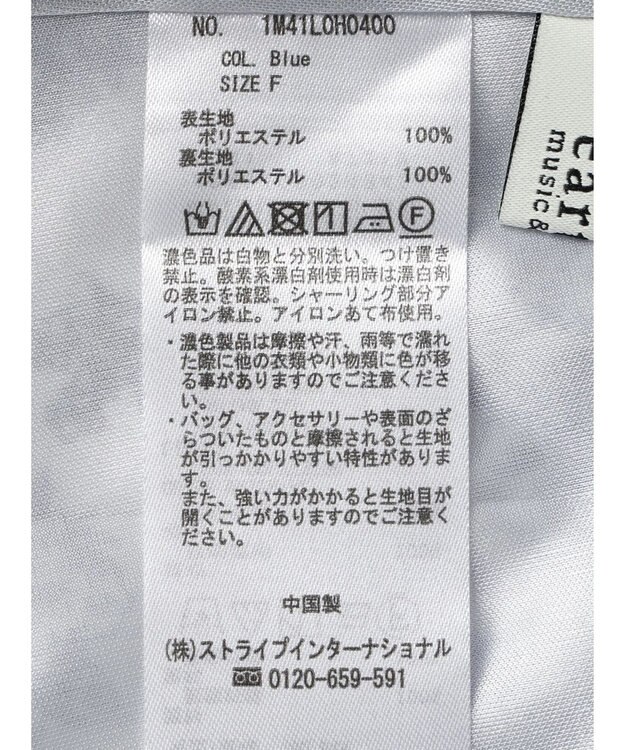 NO. 1M41L0H0400
COL. Blue
SIZE F
表生地
ポリエステル 100%
裏生地
ポリエステル 100%
濃色品は白物と分別洗い。つけ置き
禁止。酸素系漂白剤使用時は漂白剤
の表示を確認。シャーリング部分ア
イロン禁止。アイロンあて布使用。
・濃色製品は摩擦や汗、雨等で濡れ
た際に他の衣類や小物類に色が移
る事がありますのでご注意くださ
い。
・バッグ、アクセサリーや表面のざ
らついたものと摩擦されると生地
が引っかかりやすい特性がありま
す。
また、強い力がかかると生地目が
開くことがありますのでご注意く
ださい。
中国製
(株)ストライプインターナショナル
0120-659-591
ear
music &